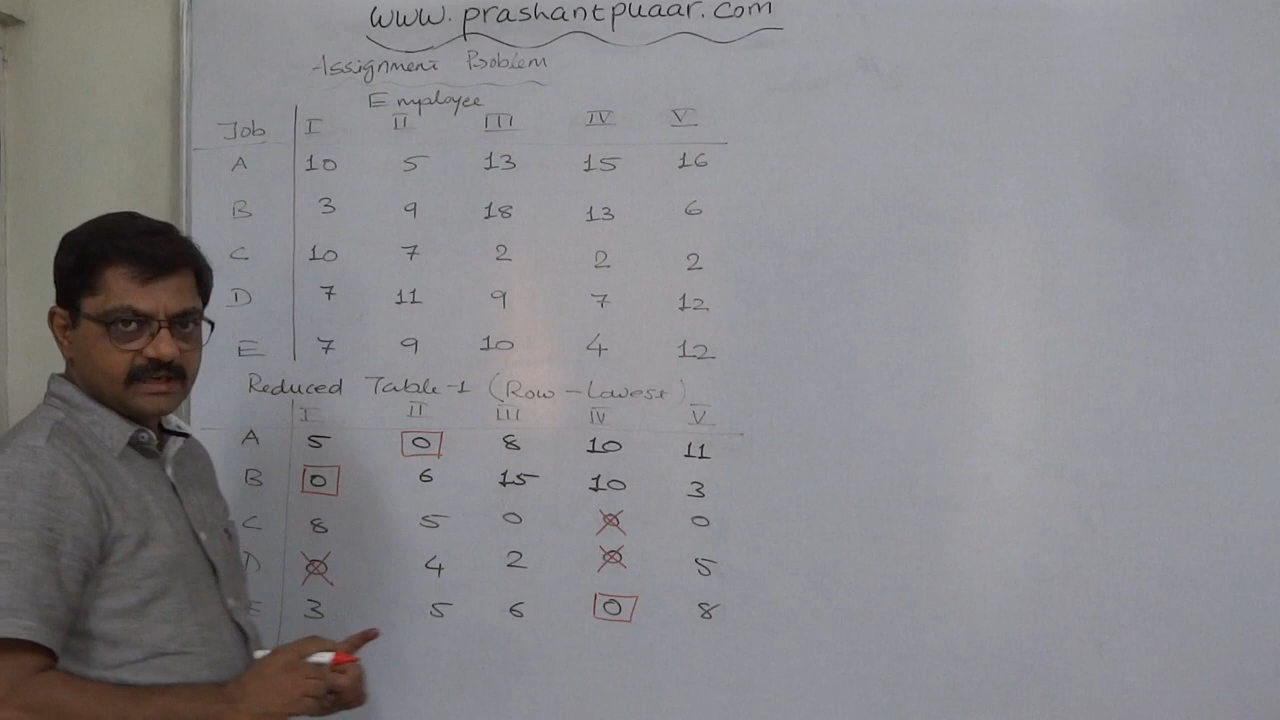 www.prashantpuaar.com
Assignment Problem
Employee
Job I II III IV V
A 10 5 13 15 16
B 3 9 18 13 6
C 10 7 2 2 2
D 7 11 9 7 12
E 7 9 10 4 12
Reduced Table-1 (Row-Lowest)
I II III IV V
A 5 0 8 10 11
B 0 6 15 10 3
C 8 5 0 0 0
D 0 4 2 0 5
E 3 5 6 0 8